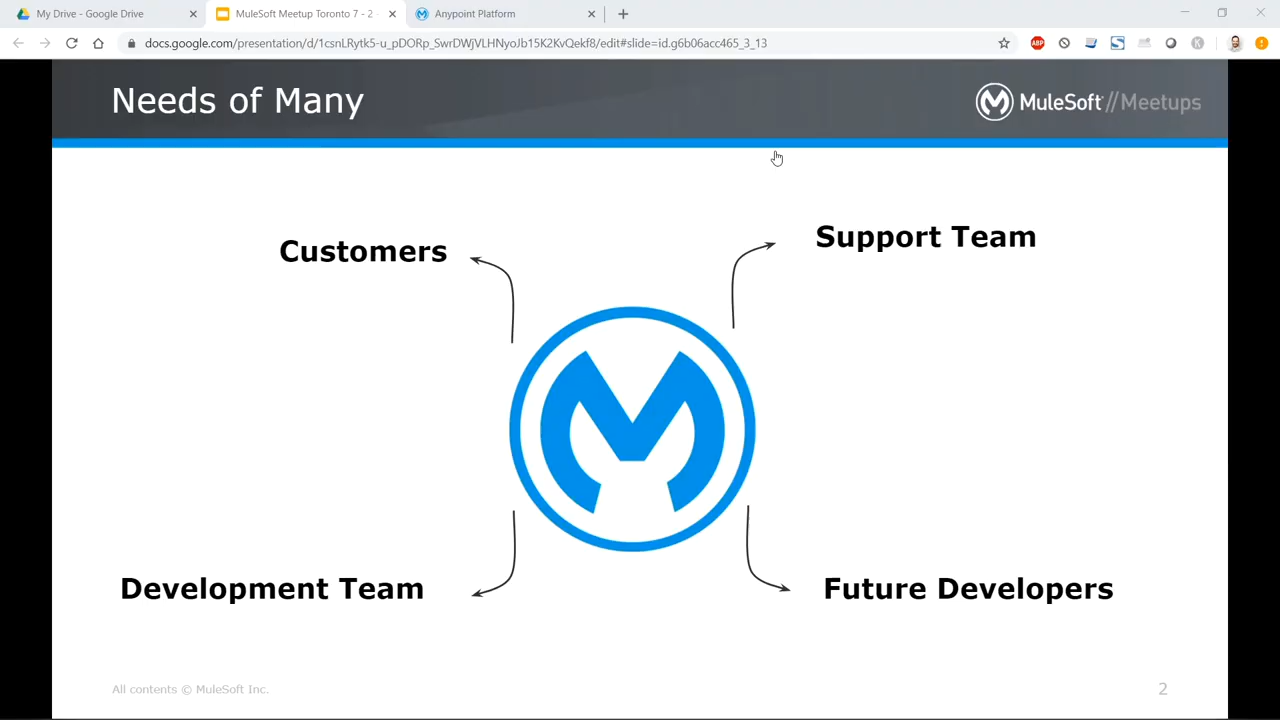 My Drive - Google Drive
MuleSoft Meetup Toronto 7 - 2
Anypoint Platform
docs.google.com/presentation/d/1csnLRytk5-u_pDORp_SwrDWjVLHNyoJb15K2KvQekf8/edit#slide=id.g6b06acc465_3_13
ABP
Needs of Many
MuleSoft//Meetups
Customers
Support Team
Development Team
Future Developers
All contents © MuleSoft Inc.
2